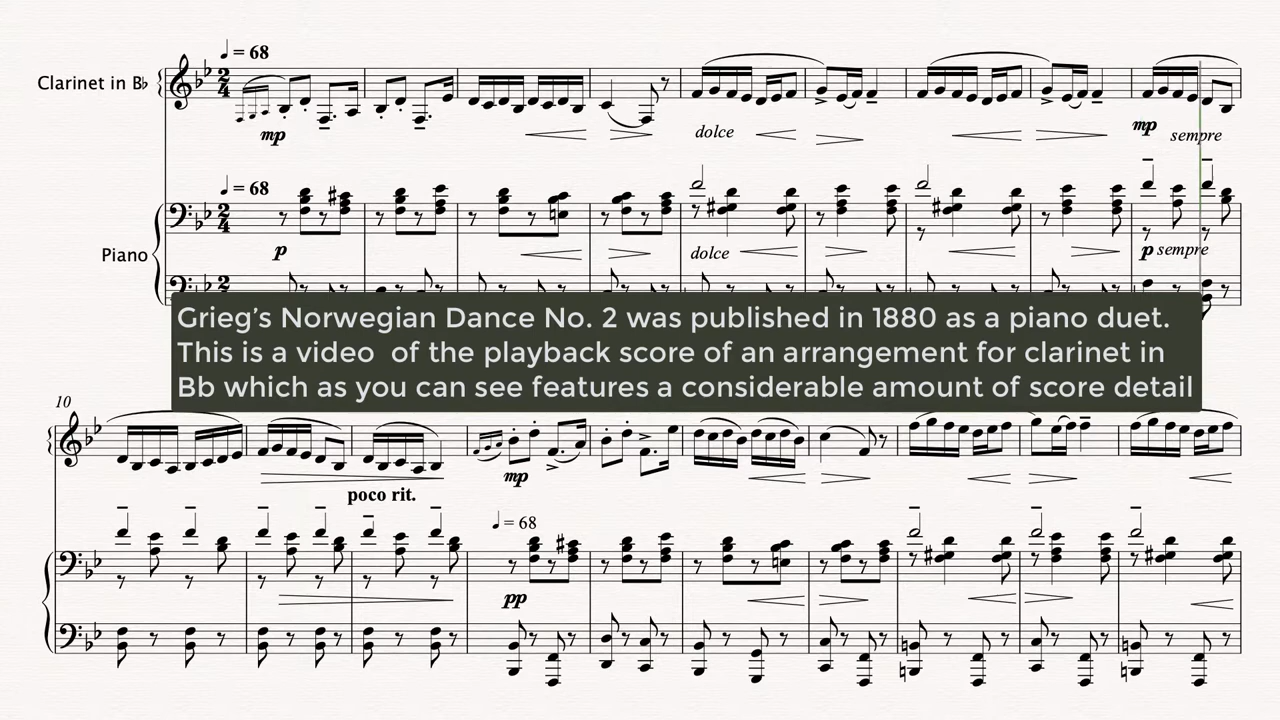 ♩ = 68
Clarinet in B♭
mp
dolce
mp
sempre
♩ = 68
Piano
p
dolce
p sempre
Grieg's Norwegian Dance No. 2 was published in 1880 as a piano duet.
This is a video of the playback score of an arrangement for clarinet in
Bb which as you can see features a considerable amount of score detail
10
mp
poco rit.
♩ = 68
pp